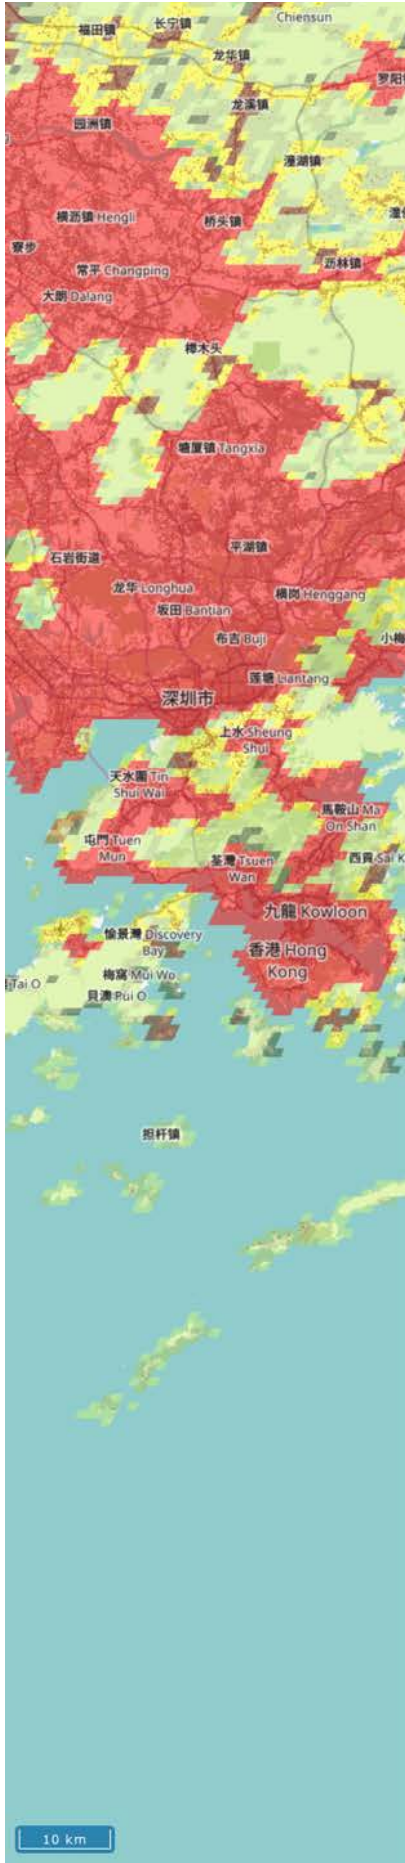 Chiensun
长宁镇
福田镇
龙华镇
罗阳
龙溪镇
园洲镇
潼湖镇
横沥镇 Hengli
桥头镇
寮步
沥林镇
常平 Changping
大朗 Dalang
樟木头
塘厦镇 Tangxia
平湖镇
石岩街道
龙华 Longhua
横岗 Henggang
坂田 Bantian
布吉 Buji
小梅
莲塘 Liantang
深圳市
上水 Sheung
Shui
天水圍 Tin
Shui Wai
馬鞍山 Ma
On Shan
屯門 Tuen
Mun
荃灣 Tsuen
Wan
西貢 Sai K
九龍 Kowloon
愉景灣 Discovery
Bay
香港 Hong
Kong
梅窩 Mui Wo
Tai O
貝澳 Pui O
担杆镇
10 km